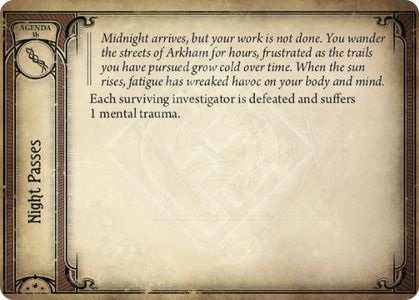 AGENDA
3b
Midnight arrives, but your work is not done. You wander
the streets of Arkham for hours, frustrated as the trails
you have pursued grow cold over time. When the sun
rises, fatigue has wreaked havoc on your body and mind.
Each surviving investigator is defeated and suffers
1 mental trauma.
Night Passes